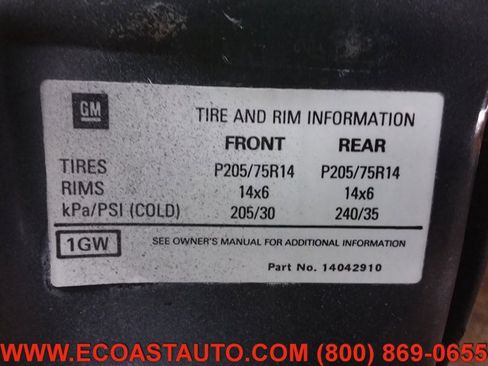 GM
TIRE AND RIM INFORMATION
FRONT REAR
TIRES P205/75R14 P205/75R14
RIMS 14x6 14x6
kPa/PSI (COLD) 205/30 240/35
1GW SEE OWNER'S MANUAL FOR ADDITIONAL INFORMATION
Part No. 14042910
WWW.ECOASTAUTO.COM (800) 869-0655